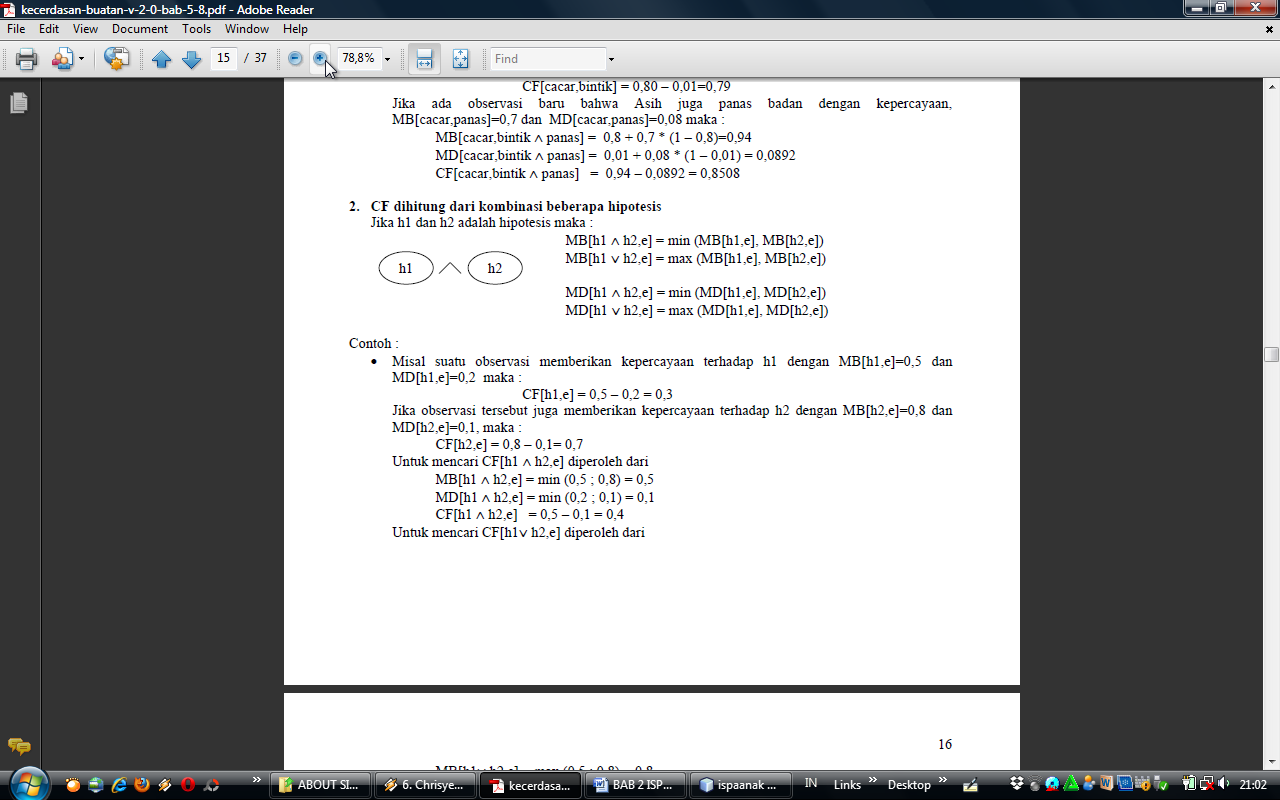 kecerdasan-buatan-v-2-0-bab-5-8.pdf - Adobe Reader
File Edit View Document Tools Window Help
15 / 37 78,8% Find
CF[cacar,bintik] = 0,80 – 0,01=0,79
Jika ada observasi baru bahwa Asih juga panas badan dengan kepercayaan,
MB[cacar,panas]=0,7 dan MD[cacar,panas]=0,08 maka :
MB[cacar,bintik ∧ panas] = 0,8 + 0,7 * (1 – 0,8)=0,94
MD[cacar,bintik ∧ panas] = 0,01 + 0,08 * (1 – 0,01) = 0,0892
CF[cacar,bintik ∧ panas] = 0,94 – 0,0892 = 0,8508
2. CF dihitung dari kombinasi beberapa hipotesis
Jika h1 dan h2 adalah hipotesis maka :
MB[h1 ∧ h2,e] = min (MB[h1,e], MB[h2,e])
MB[h1 ∨ h2,e] = max (MB[h1,e], MB[h2,e])
h1 h2
MD[h1 ∧ h2,e] = min (MD[h1,e], MD[h2,e])
MD[h1 ∨ h2,e] = max (MD[h1,e], MD[h2,e])
Contoh :
• Misal suatu observasi memberikan kepercayaan terhadap h1 dengan MB[h1,e]=0,5 dan
MD[h1,e]=0,2 maka :
CF[h1,e] = 0,5 – 0,2 = 0,3
Jika observasi tersebut juga memberikan kepercayaan terhadap h2 dengan MB[h2,e]=0,8 dan
MD[h2,e]=0,1, maka :
CF[h2,e] = 0,8 – 0,1= 0,7
Untuk mencari CF[h1 ∧ h2,e] diperoleh dari
MB[h1 ∧ h2,e] = min (0,5 ; 0,8) = 0,5
MD[h1 ∧ h2,e] = min (0,2 ; 0,1) = 0,1
CF[h1 ∧ h2,e] = 0,5 – 0,1 = 0,4
Untuk mencari CF[h1∨ h2,e] diperoleh dari
16
MB[h1 ∨ h2,e] = max (0,5 ; 0,8) = 0,8
» ABOUT SI... 6. Chrisye... kecerdasa... BAB 2 ISP... ispaanak ... IN Links » Desktop » 21:02